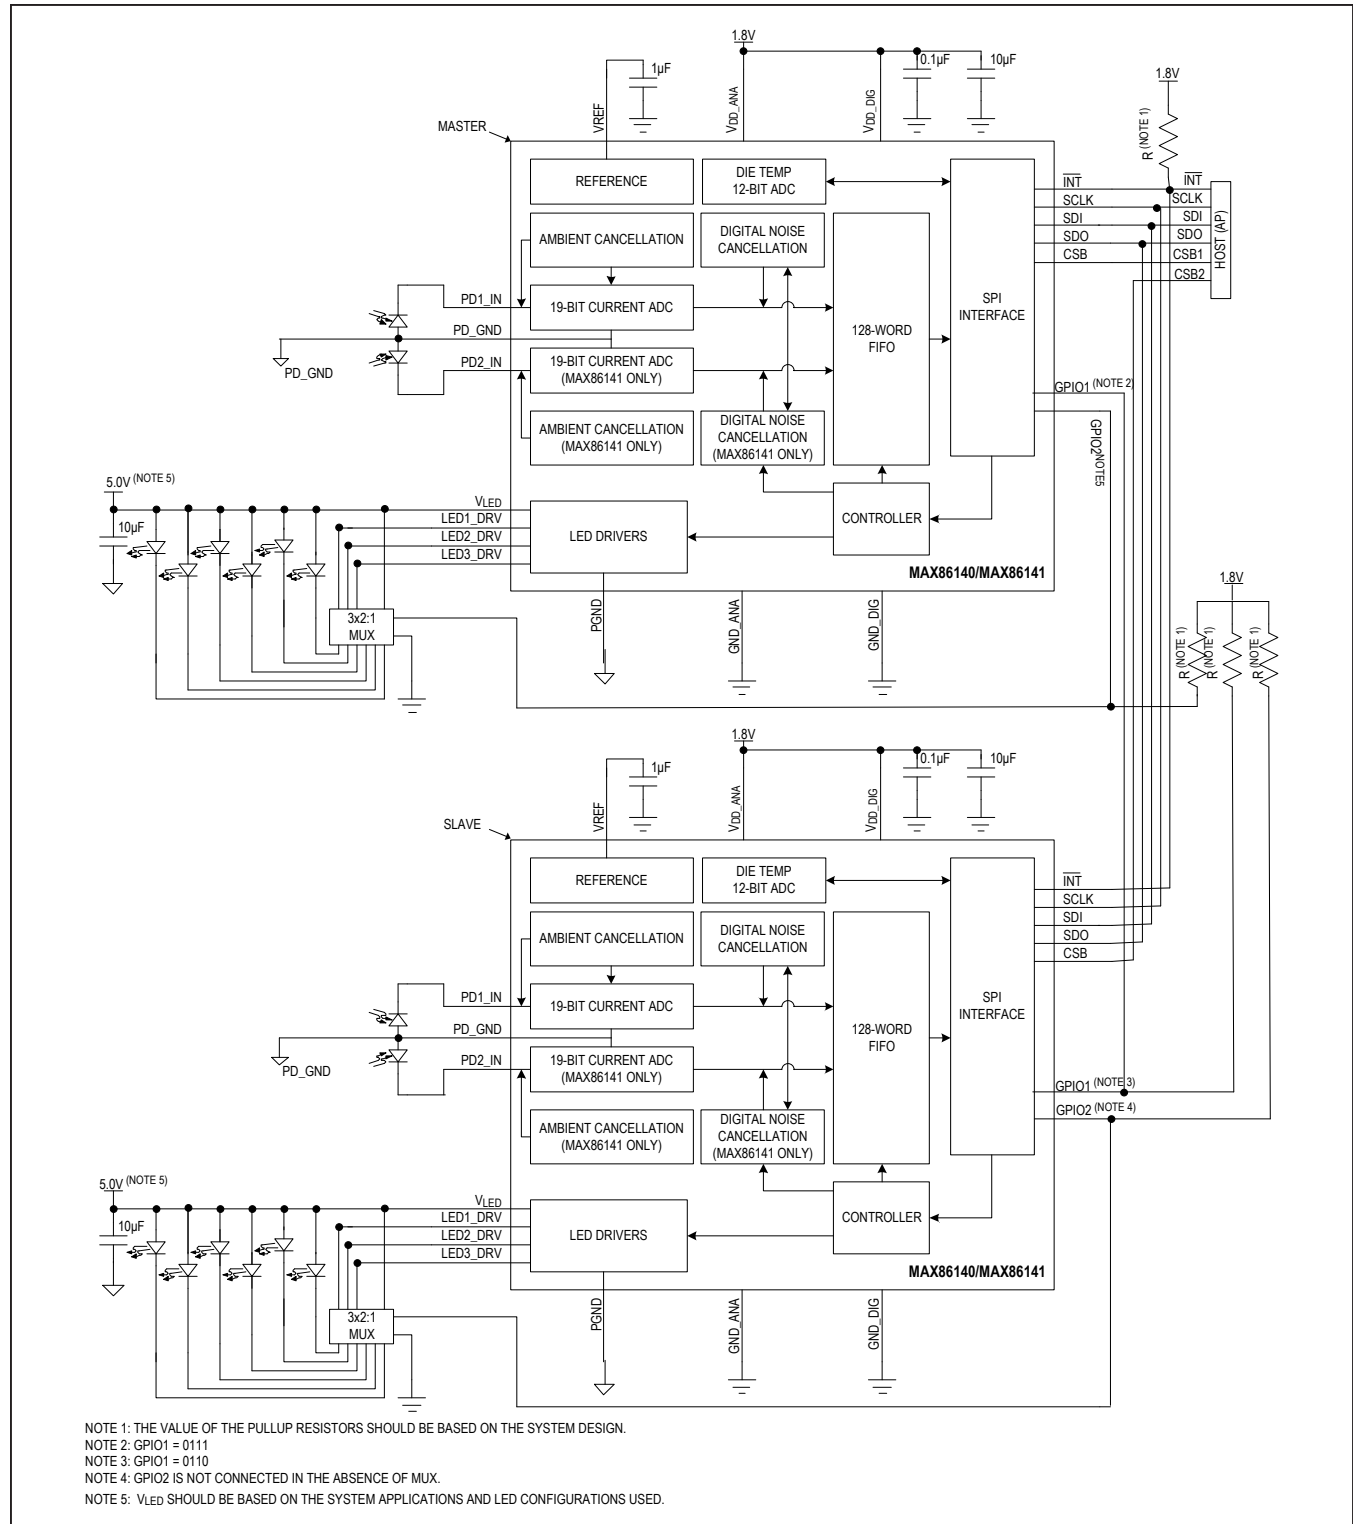 1.8V
0.1µF
10µF
1µF
1.8V
VREF
VDD_ANA
VDD_DIG
R (NOTE 1)
MASTER
REFERENCE
DIE TEMP
12-BIT ADC
INT
INT
SCLK
SCLK
SDI
SDI
SDO
SDO
CSB
CSB1
CSB2
HOST (AP)
AMBIENT CANCELLATION
DIGITAL NOISE
CANCELLATION
SPI
INTERFACE
PD1_IN
19-BIT CURRENT ADC
PD_GND
128-WORD
FIFO
PD_GND
PD2_IN
19-BIT CURRENT ADC
(MAX86141 ONLY)
GPIO1 (NOTE 2)
AMBIENT CANCELLATION
(MAX86141 ONLY)
DIGITAL NOISE
CANCELLATION
(MAX86141 ONLY)
GPIO2 NOTE5
5.0V (NOTE 5)
10µF
VLED
LED1_DRV
LED2_DRV
LED3_DRV
LED DRIVERS
CONTROLLER
MAX86140/MAX86141
3x2:1
MUX
PGND
GND_ANA
GND_DIG
1.8V
R (NOTE 1)
R (NOTE 1)
R (NOTE 1)
1.8V
0.1µF
10µF
1µF
VREF
VDD_ANA
VDD_DIG
SLAVE
REFERENCE
DIE TEMP
12-BIT ADC
INT
SCLK
SDI
SDO
CSB
AMBIENT CANCELLATION
DIGITAL NOISE
CANCELLATION
SPI
INTERFACE
PD1_IN
19-BIT CURRENT ADC
PD_GND
128-WORD
FIFO
PD_GND
PD2_IN
19-BIT CURRENT ADC
(MAX86141 ONLY)
GPIO1 (NOTE 3)
GPIO2 (NOTE 4)
AMBIENT CANCELLATION
(MAX86141 ONLY)
DIGITAL NOISE
CANCELLATION
(MAX86141 ONLY)
5.0V (NOTE 5)
10µF
VLED
LED1_DRV
LED2_DRV
LED3_DRV
LED DRIVERS
CONTROLLER
MAX86140/MAX86141
3x2:1
MUX
PGND
GND_ANA
GND_DIG
NOTE 1: THE VALUE OF THE PULLUP RESISTORS SHOULD BE BASED ON THE SYSTEM DESIGN.
NOTE 2: GPIO1 = 0111
NOTE 3: GPIO1 = 0110
NOTE 4: GPIO2 IS NOT CONNECTED IN THE ABSENCE OF MUX.
NOTE 5: VLED SHOULD BE BASED ON THE SYSTEM APPLICATIONS AND LED CONFIGURATIONS USED.